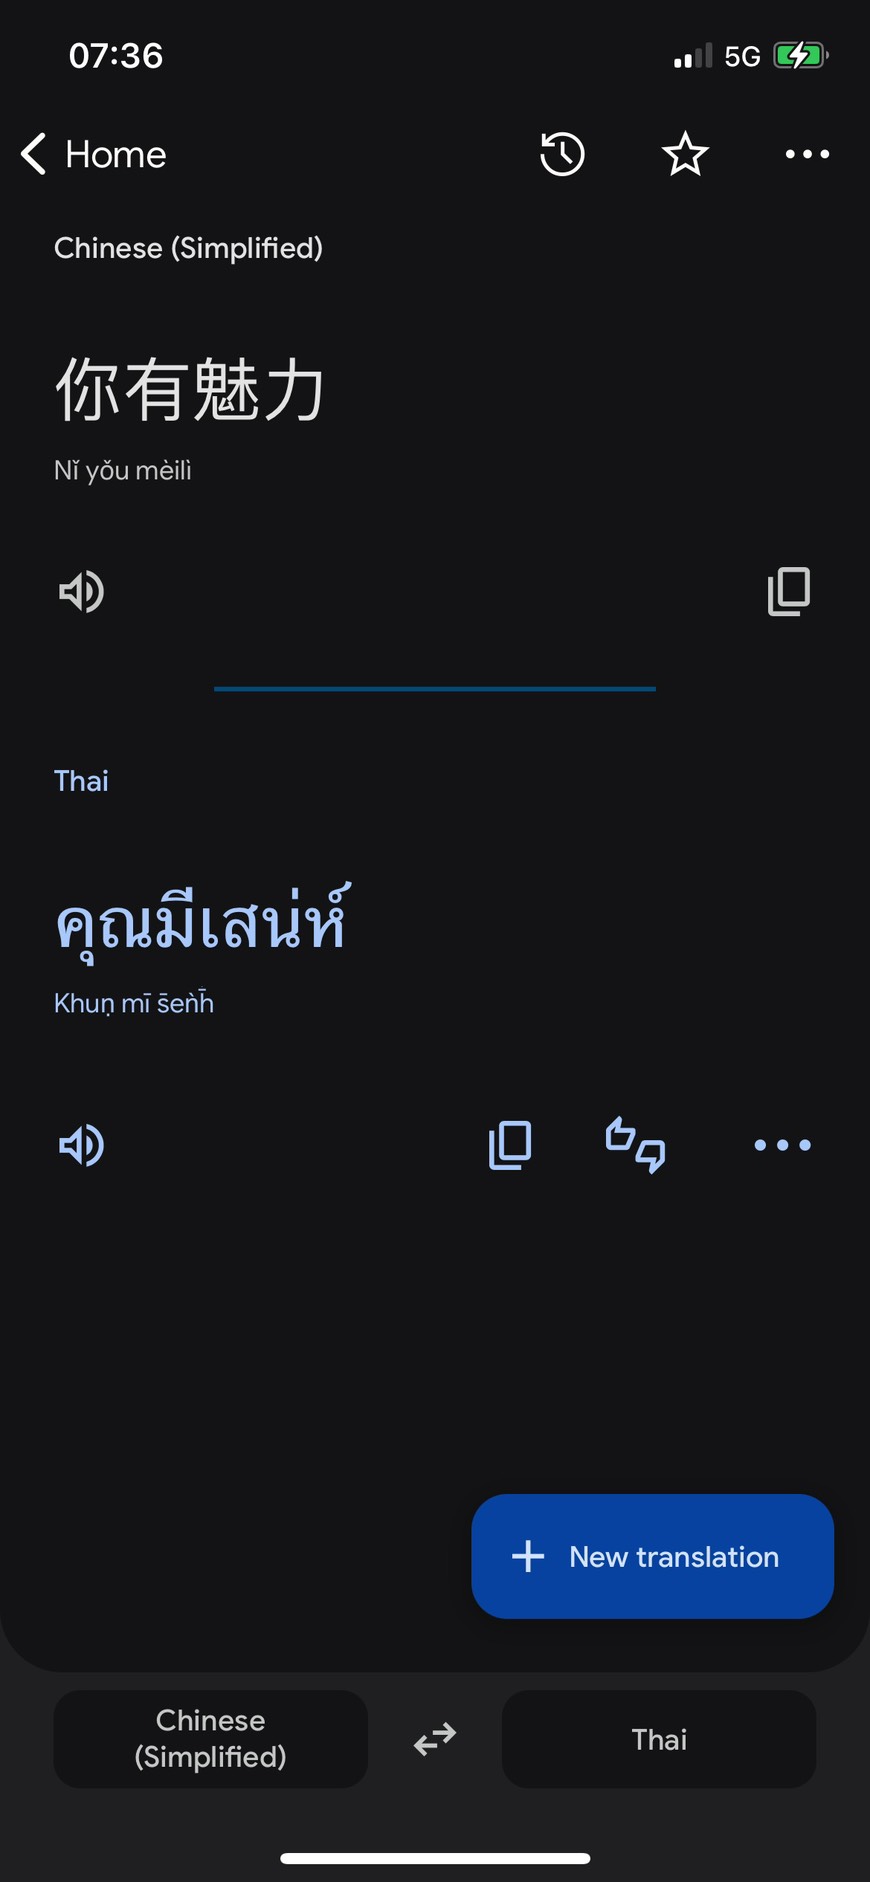 07:36
5G
Home
Chinese (Simplified)
你有魅力
Nǐ yǒu mèilì
Thai
คุณมีเสน่ห์
Khuṇ mī s̄eǹh̄
New translation
Chinese
(Simplified)
Thai